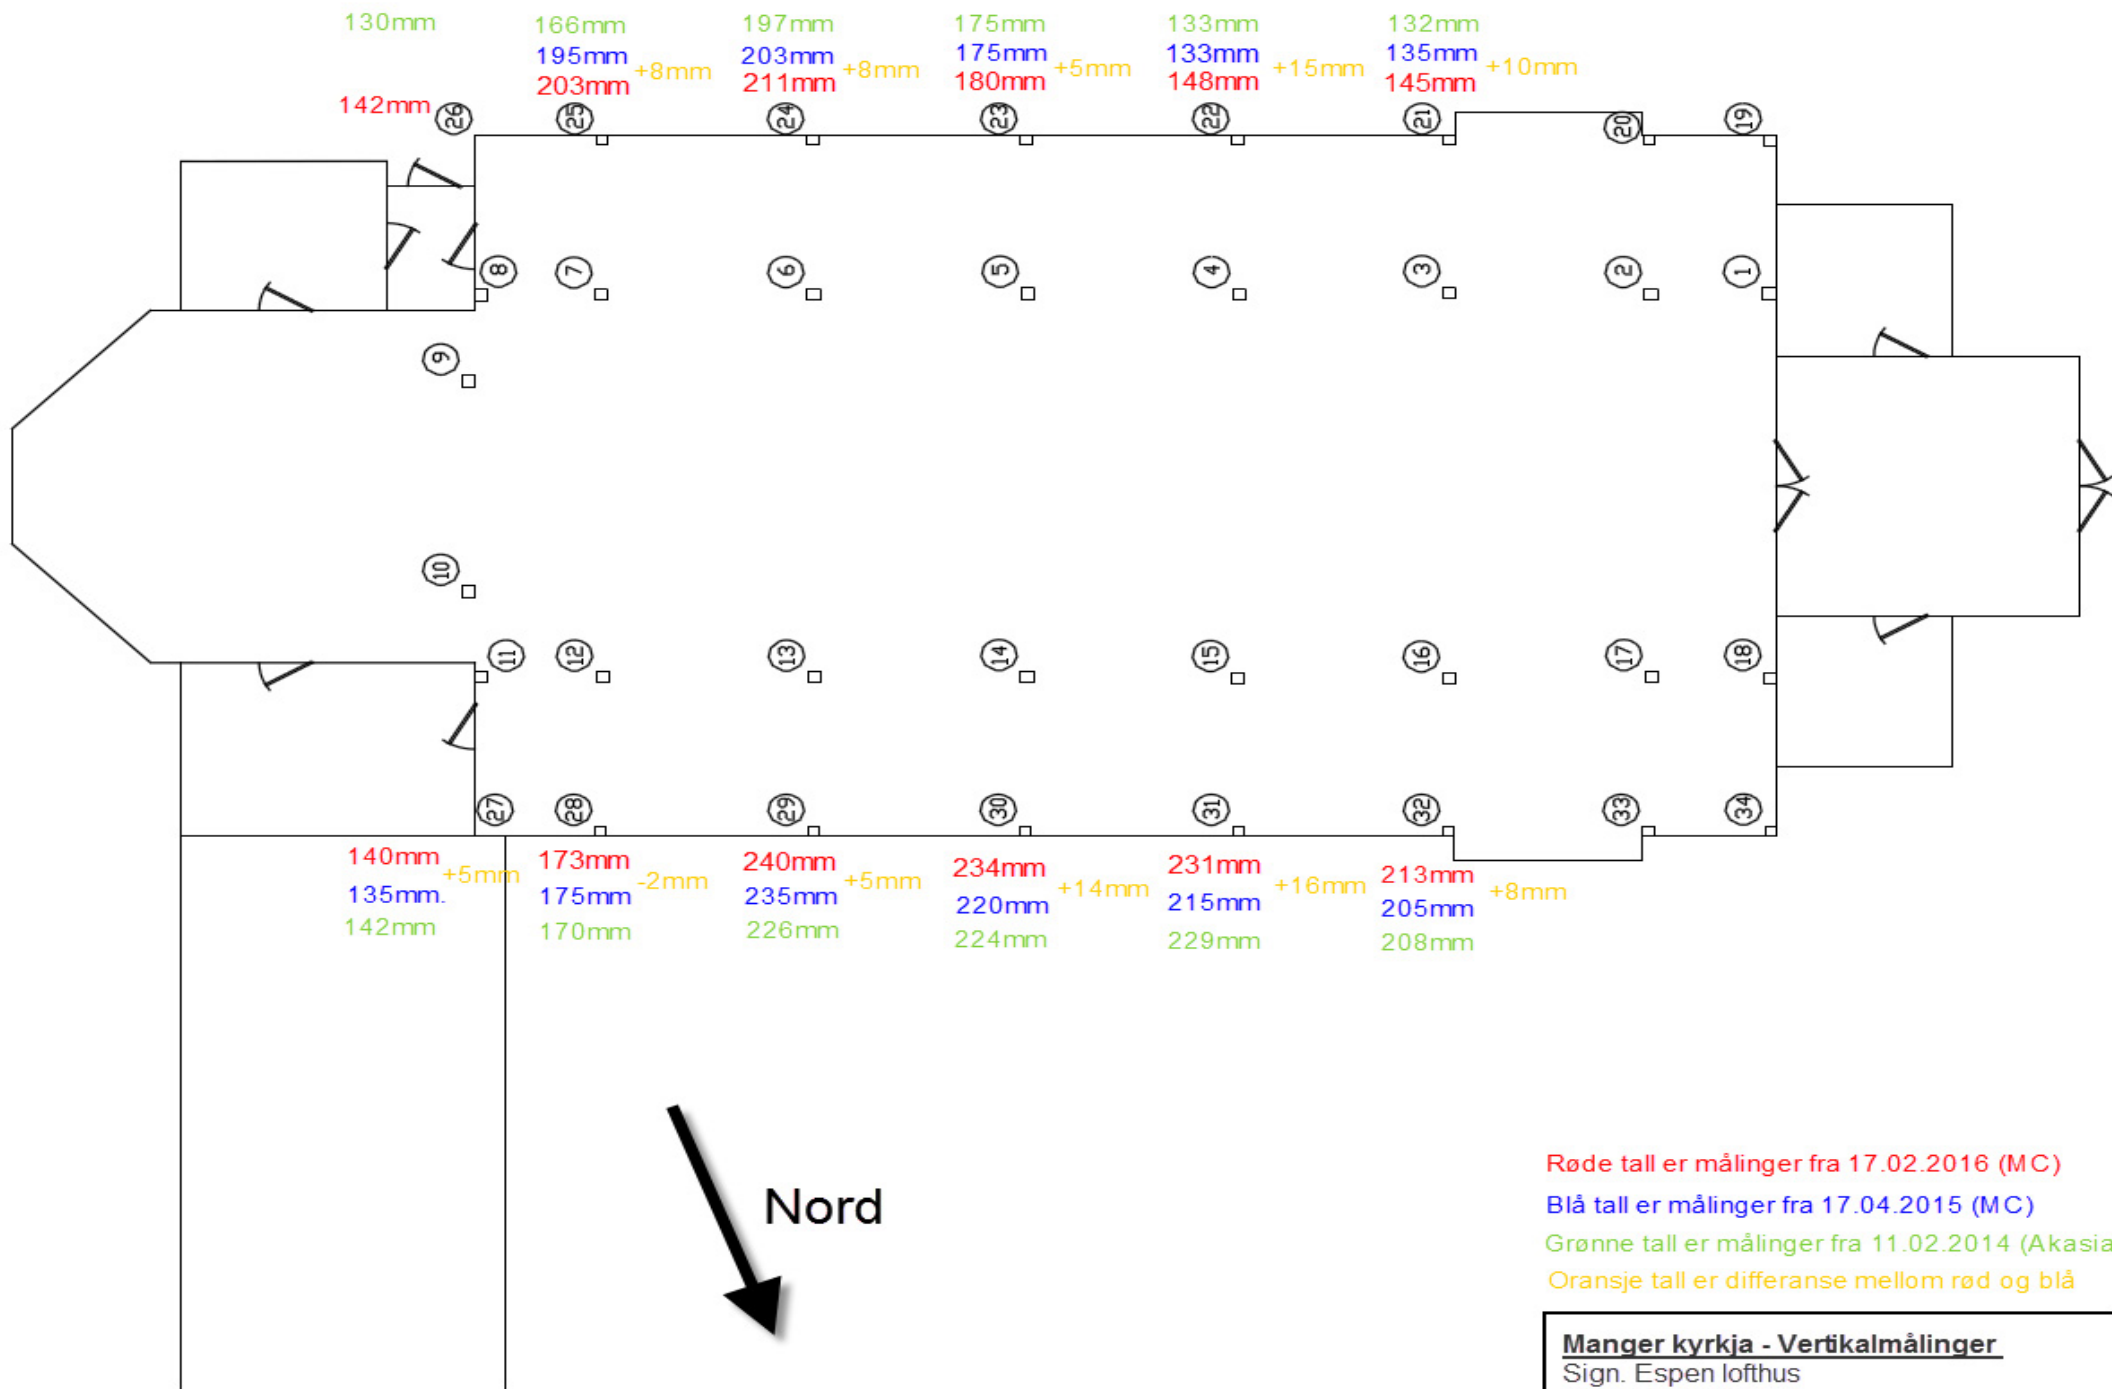 130mm 166mm 197mm 175mm 133mm 132mm
195mm 203mm 175mm 133mm 135mm
+8mm +8mm +5mm +15mm +10mm
203mm 211mm 180mm 148mm 145mm
142mm
26 25 24 23 22 21 20 19
8 7 6 5 4 3 2 1
9
10
11 12 13 14 15 16 17 18
27 28 29 30 31 32 33 34
140mm 173mm 240mm 234mm 231mm 213mm
+5mm -2mm +5mm +14mm +16mm +8mm
135mm. 175mm 235mm 220mm 215mm 205mm
142mm 170mm 226mm 224mm 229mm 208mm
Nord
Røde tall er målinger fra 17.02.2016 (MC)
Blå tall er målinger fra 17.04.2015 (MC)
Grønne tall er målinger fra 11.02.2014 (Akasia
Oransje tall er differanse mellom rød og blå
Manger kyrkja - Vertikalmålinger
Sign. Espen lofthus